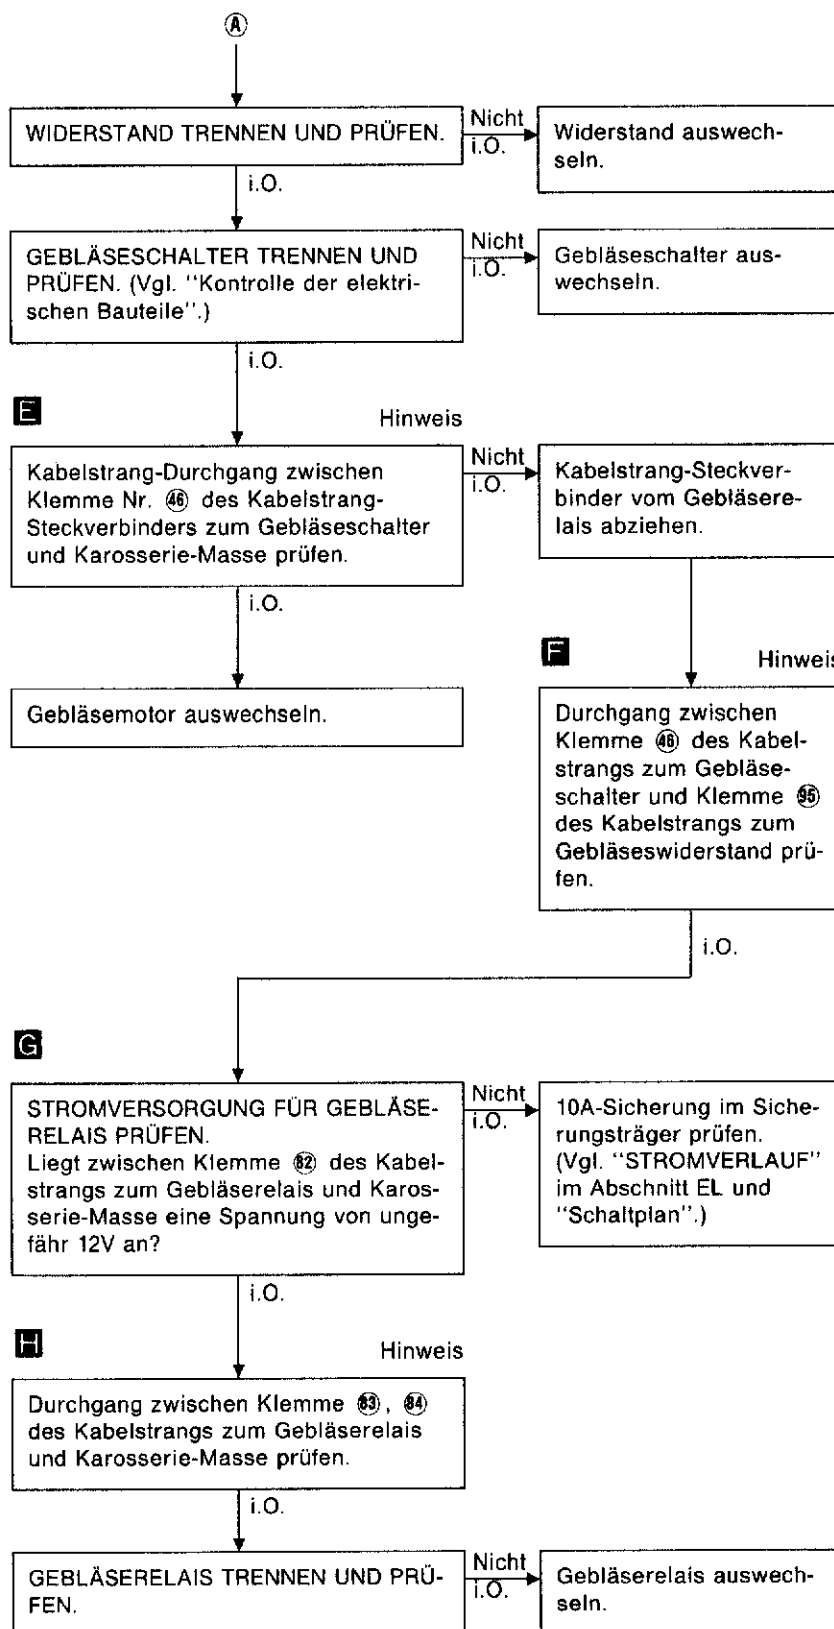 A
WIDERSTAND TRENNEN UND PRÜFEN.
Nicht
i.O.
Widerstand auswech-
seln.
i.O.
GEBLÄSESCHALTER TRENNEN UND
PRÜFEN. (Vgl. "Kontrolle der elektri-
schen Bauteile".)
Nicht
i.O.
Gebläseschalter aus-
wechseln.
i.O.
E
Hinweis
Kabelstrang-Durchgang zwischen
Klemme Nr. 46 des Kabelstrang-
Steckverbinders zum Gebläseschalter
und Karosserie-Masse prüfen.
Nicht
i.O.
Kabelstrang-Steckver-
binder vom Gebläsere-
lais abziehen.
i.O.
Gebläsemotor auswechseln.
F
Hinweis
Durchgang zwischen
Klemme 46 des Kabel-
strangs zum Gebläse-
schalter und Klemme 95
des Kabelstrangs zum
Gebläseswiderstand prü-
fen.
i.O.
G
STROMVERSORGUNG FÜR GEBLÄSE-
RELAIS PRÜFEN.
Liegt zwischen Klemme 82 des Kabel-
strangs zum Gebläserelais und Karos-
serie-Masse eine Spannung von unge-
fähr 12V an?
Nicht
i.O.
10A-Sicherung im Siche-
rungsträger prüfen.
(Vgl. "STROMVERLAUF"
im Abschnitt EL und
"Schaltplan".)
i.O.
H
Hinweis
Durchgang zwischen Klemme 83, 84
des Kabelstrangs zum Gebläserelais
und Karosserie-Masse prüfen.
i.O.
GEBLÄSERELAIS TRENNEN UND PRÜ-
FEN.
Nicht
i.O.
Gebläserelais auswech-
seln.